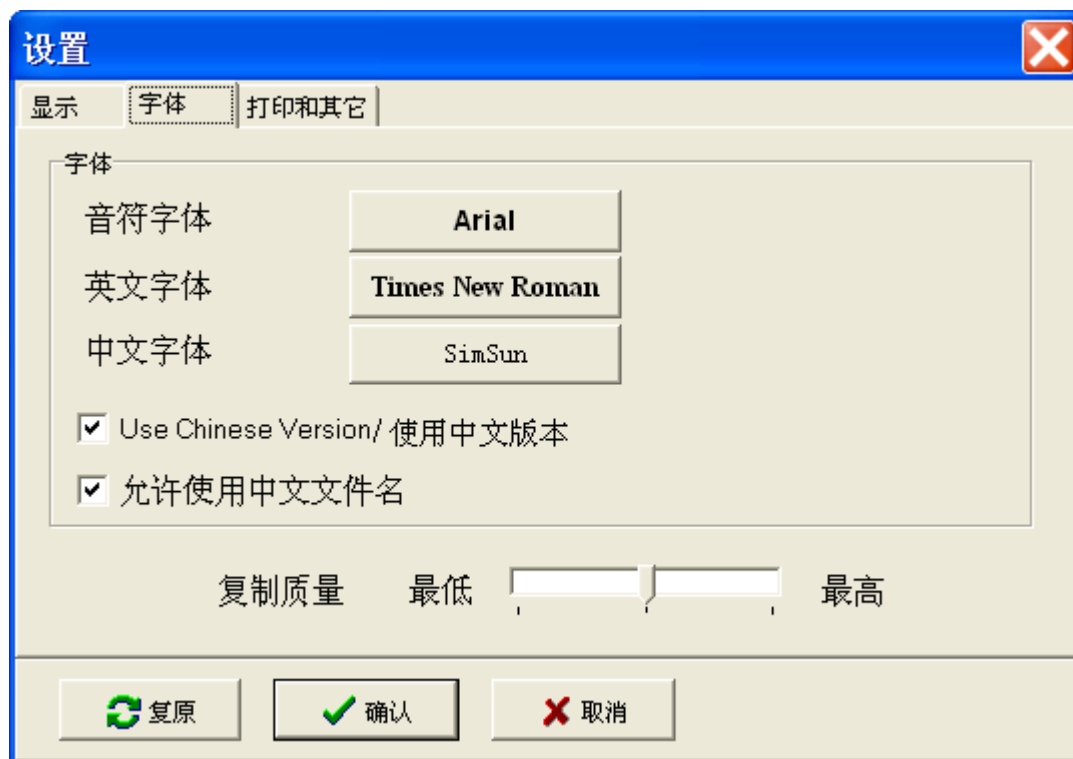 设置
显示 字体 打印和其它
字体
音符字体 Arial
英文字体 Times New Roman
中文字体 SimSun
Use Chinese Version/ 使用中文版本
允许使用中文文件名
复制质量 最低 最高
复原 确认 取消